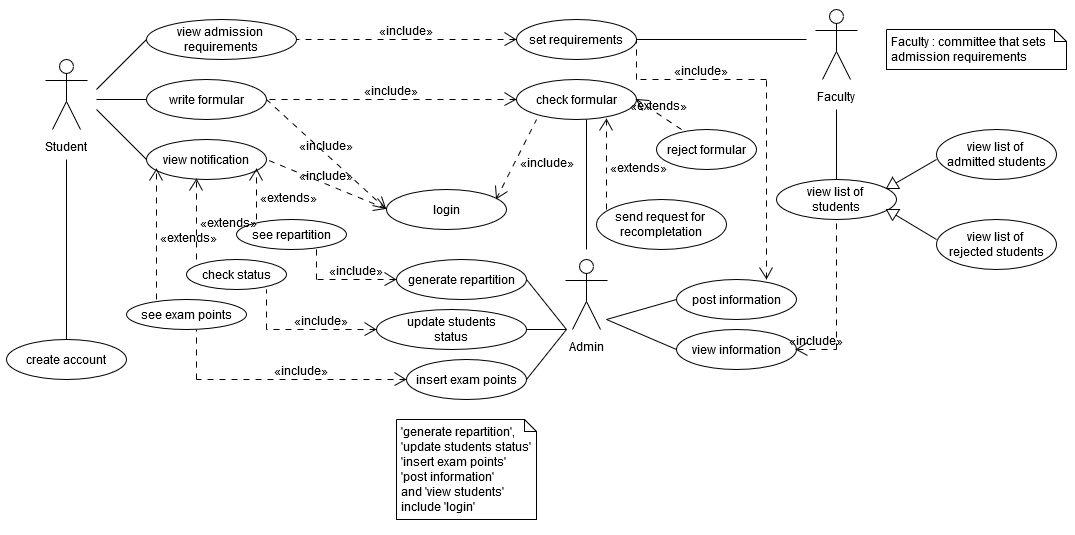 view admission
requirements
«include»
set requirements
Faculty : committee that sets
admission requirements
«include»
Faculty
Student
write formular
«include»
check formular
«extends»
reject formular
view notification
«include»
«include»
«include»
«extends»
view list of
admitted students
view list of
students
login
«extends»
«extends»
«extends»
see repartition
send request for
recompletation
view list of
rejected students
check status
«include»
generate repartition
see exam points
«include»
update students
status
Admin
post information
view information
«include»
create account
«include»
insert exam points
'generate repartition',
'update students status'
'insert exam points'
'post information'
and 'view students'
include 'login'